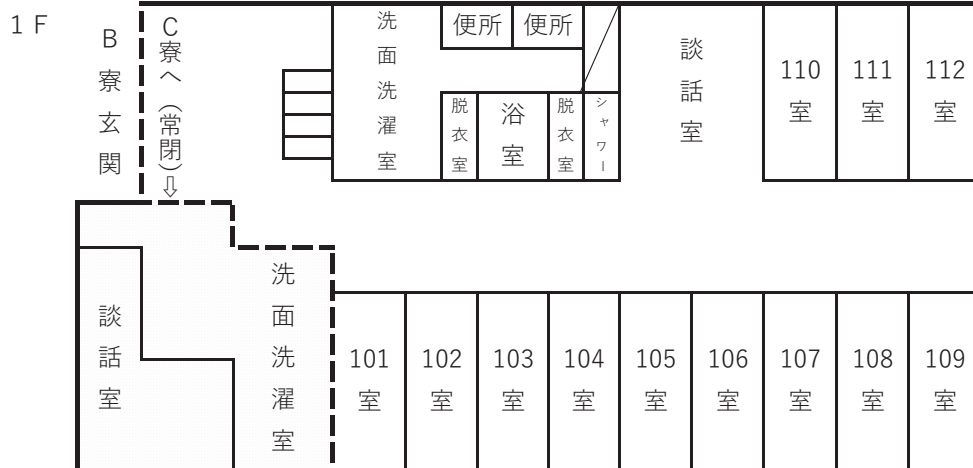 1F
B寮玄関
C寮へ（常閉）⇨
洗面洗濯室
便所
便所
脱衣室
浴室
脱衣室
シャワー
談話室
110室
111室
112室
談話室
洗面洗濯室
101室
102室
103室
104室
105室
106室
107室
108室
109室